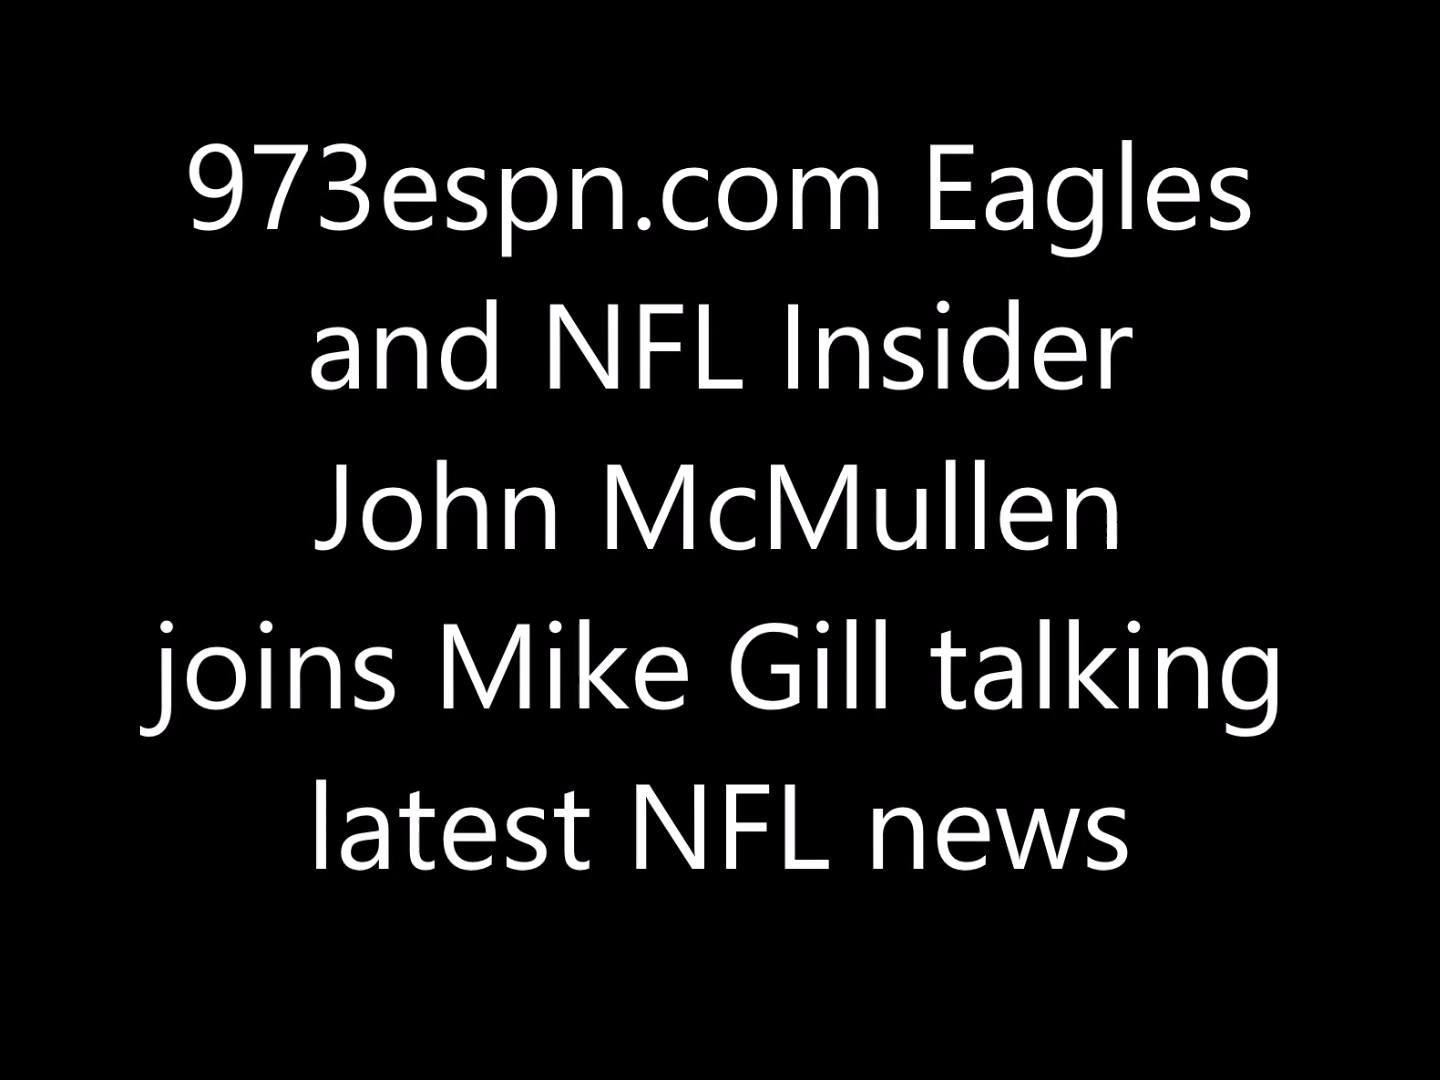 973espn.com Eagles
and NFL Insider
John McMullen
joins Mike Gill talking
latest NFL news